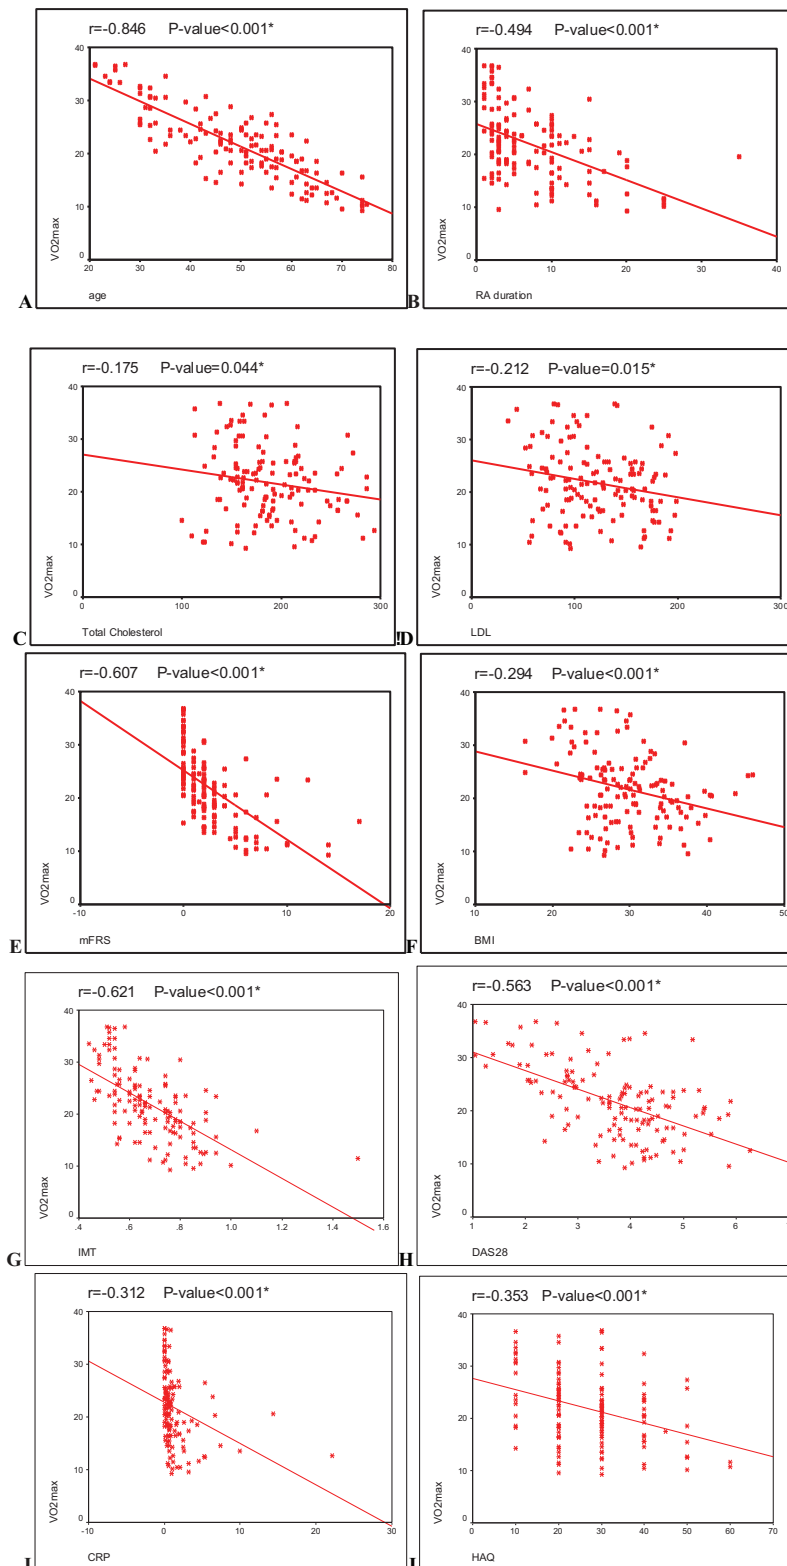 r=-0.846 P-value<0.001*
40
30
20
10
0
VO2max
20 30 40 50 60 70 80
age
A
r=-0.494 P-value<0.001*
40
30
20
10
0
VO2max
0 10 20 30 40
RA duration
B
r=-0.175 P-value=0.044*
40
30
20
10
0
VO2max
0 100 200 300
Total Cholesterol
C
r=-0.212 P-value=0.015*
40
30
20
10
0
VO2max
0 100 200 300
LDL
!D
r=-0.607 P-value<0.001*
40
30
20
10
0
VO2max
-10 0 10 20
mFRS
E
r=-0.294 P-value<0.001*
40
30
20
10
0
VO2max
10 20 30 40 50
BMI
F
r=-0.621 P-value<0.001*
40
30
20
10
0
VO2max
.4 .6 .8 1.0 1.2 1.4 1.6
IMT
G
r=-0.563 P-value<0.001*
40
30
20
10
0
VO2max
1 2 3 4 5 6 7
DAS28
H
r=-0.312 P-value<0.001*
40
30
20
10
0
VO2max
-10 0 10 20 30
CRP
r=-0.353 P-value<0.001*
40
30
20
10
0
VO2max
0 10 20 30 40 50 60 70
HAQ